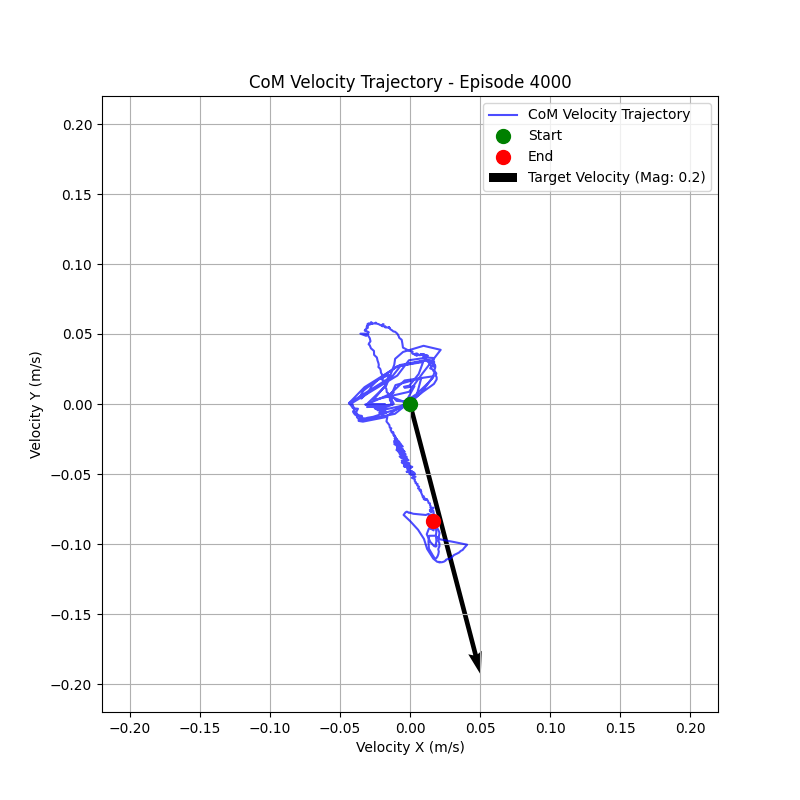 CoM Velocity Trajectory - Episode 4000
CoM Velocity Trajectory
Start
End
Target Velocity (Mag: 0.2)
0.20
0.15
0.10
0.05
0.00
−0.05
−0.10
−0.15
−0.20
Velocity Y (m/s)
−0.20 −0.15 −0.10 −0.05 0.00 0.05 0.10 0.15 0.20
Velocity X (m/s)